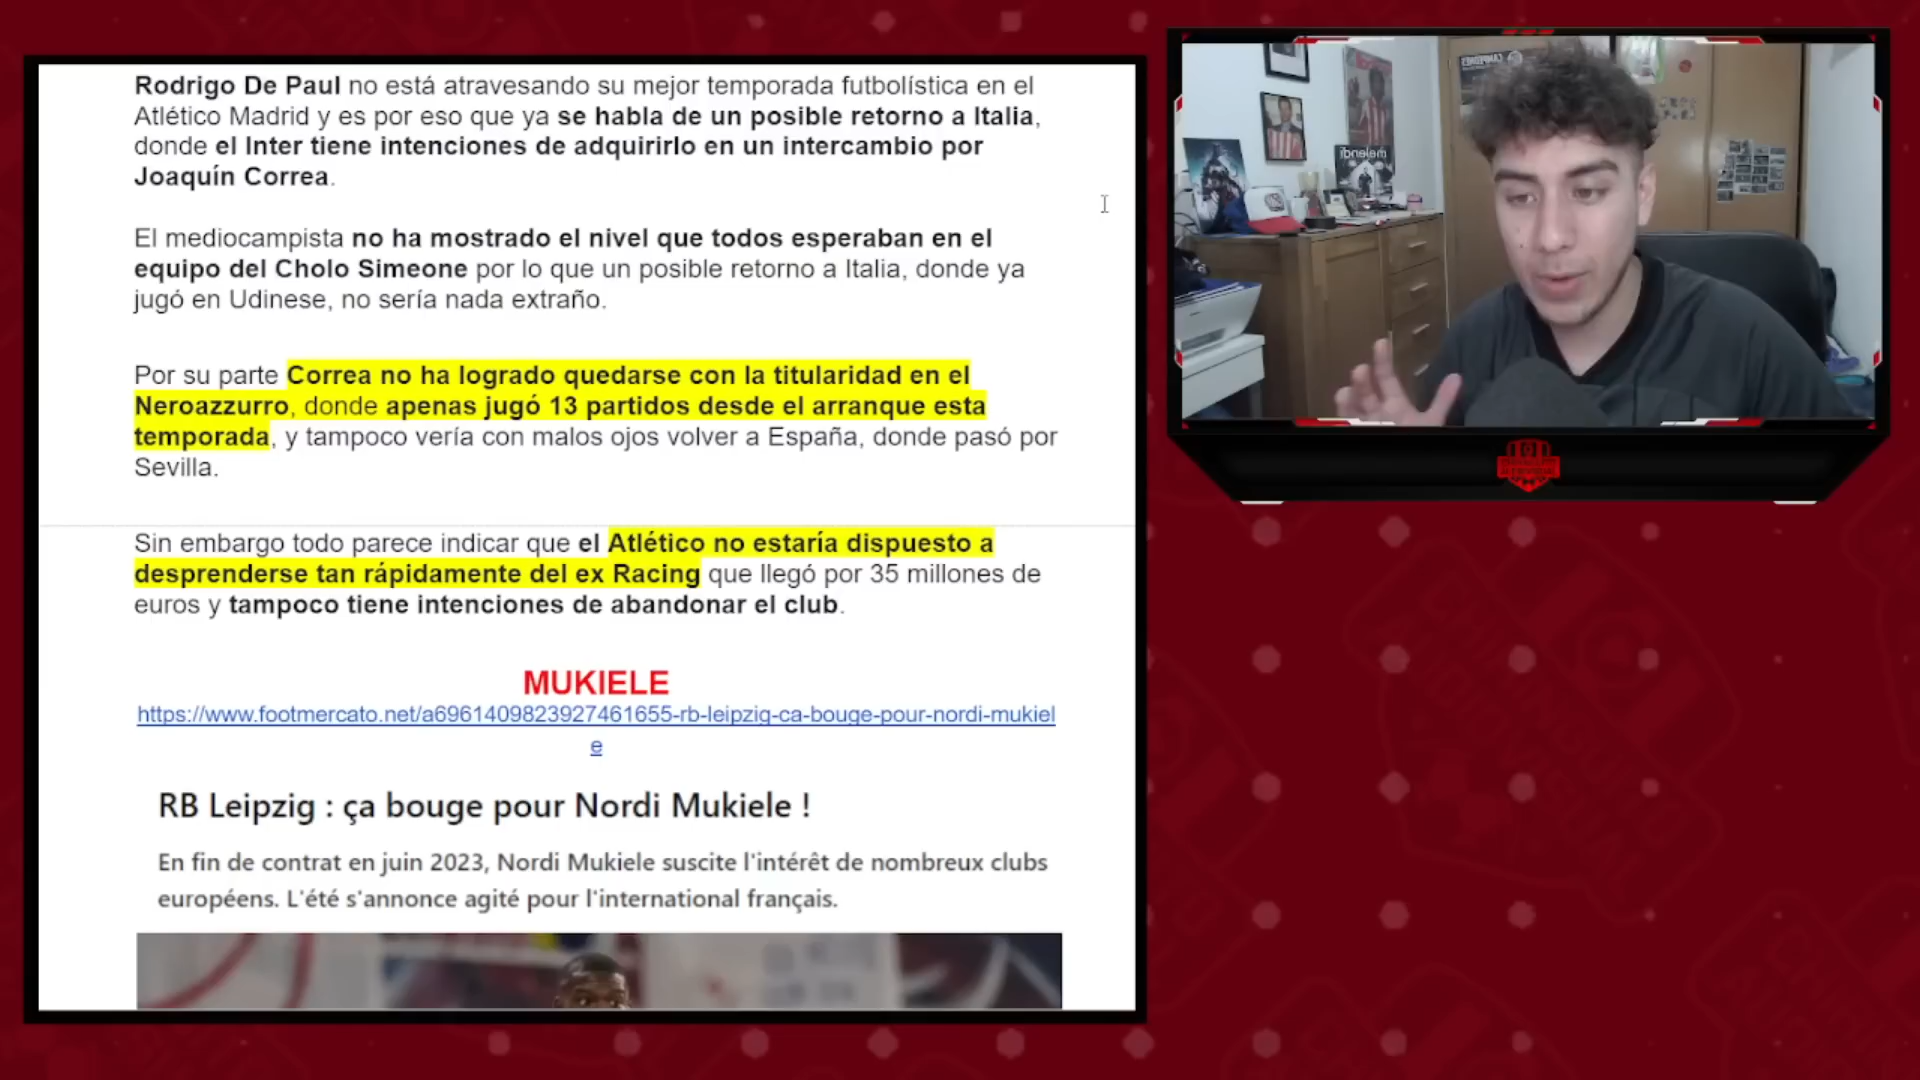 Rodrigo De Paul no está atravesando su mejor temporada futbolística en el
Atlético Madrid y es por eso que ya se habla de un posible retorno a Italia,
donde el Inter tiene intenciones de adquirirlo en un intercambio por
Joaquín Correa.
El mediocampista no ha mostrado el nivel que todos esperaban en el
equipo del Cholo Simeone por lo que un posible retorno a Italia, donde ya
jugó en Udinese, no sería nada extraño.
Por su parte Correa no ha logrado quedarse con la titularidad en el
Neroazzurro, donde apenas jugó 13 partidos desde el arranque esta
temporada, y tampoco vería con malos ojos volver a España, donde pasó por
Sevilla.
Sin embargo todo parece indicar que el Atlético no estaría dispuesto a
desprenderse tan rápidamente del ex Racing que llegó por 35 millones de
euros y tampoco tiene intenciones de abandonar el club.
MUKIELE
https://www.footmercato.net/a6961409823927461655-rb-leipzig-ca-bouge-pour-nordi-mukiel
e
RB Leipzig : ça bouge pour Nordi Mukiele !
En fin de contrat en juin 2023, Nordi Mukiele suscite l'intérêt de nombreux clubs
européens. L'été s'annonce agité pour l'international français.
melendi